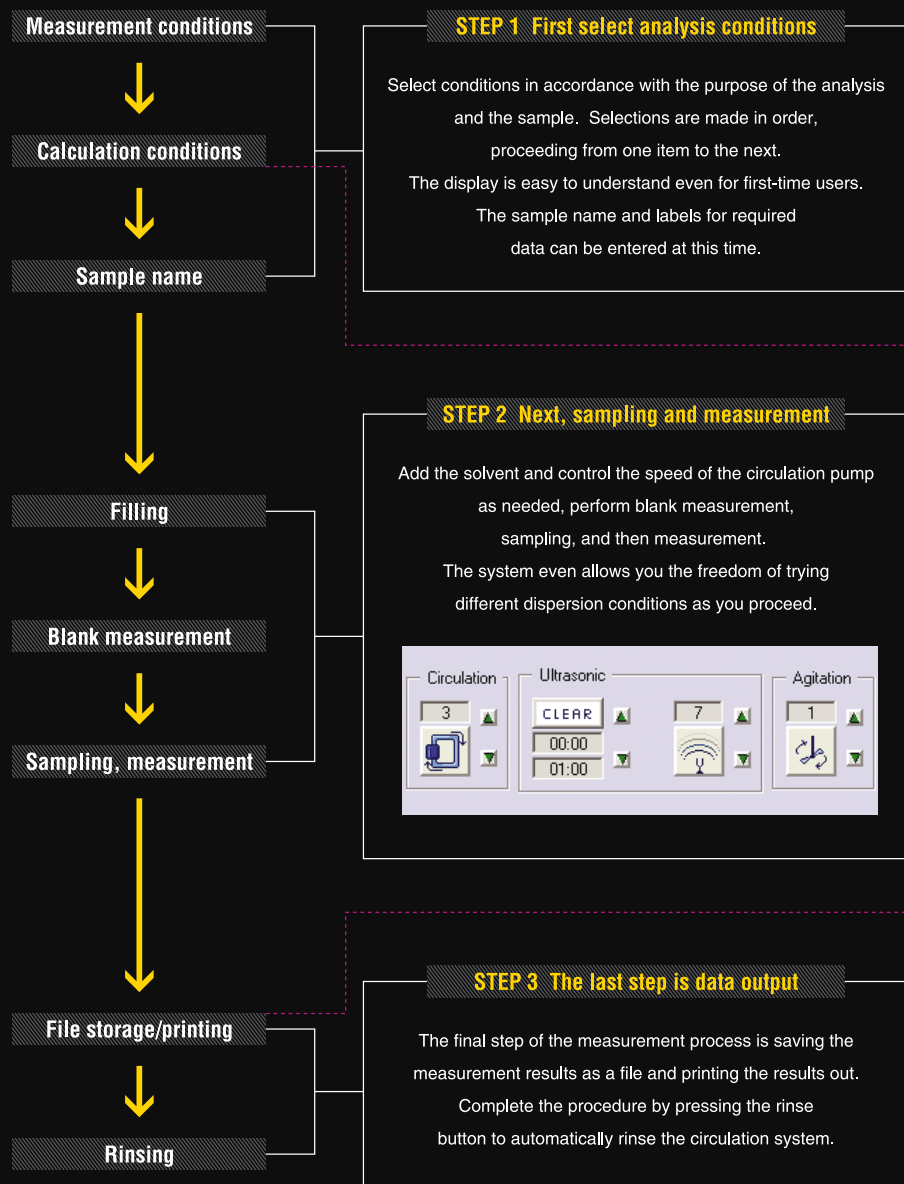 Measurement conditions
Calculation conditions
Sample name
STEP 1 First select analysis conditions
Select conditions in accordance with the purpose of the analysis
and the sample. Selections are made in order,
proceeding from one item to the next.
The display is easy to understand even for first-time users.
The sample name and labels for required
data can be entered at this time.
Filling
Blank measurement
Sampling, measurement
STEP 2 Next, sampling and measurement
Add the solvent and control the speed of the circulation pump
as needed, perform blank measurement,
sampling, and then measurement.
The system even allows you the freedom of trying
different dispersion conditions as you proceed.
Circulation
3
Ultrasonic
CLEAR
00:00
01:00
7
Agitation
1
File storage/printing
Rinsing
STEP 3 The last step is data output
The final step of the measurement process is saving the
measurement results as a file and printing the results out.
Complete the procedure by pressing the rinse
button to automatically rinse the circulation system.